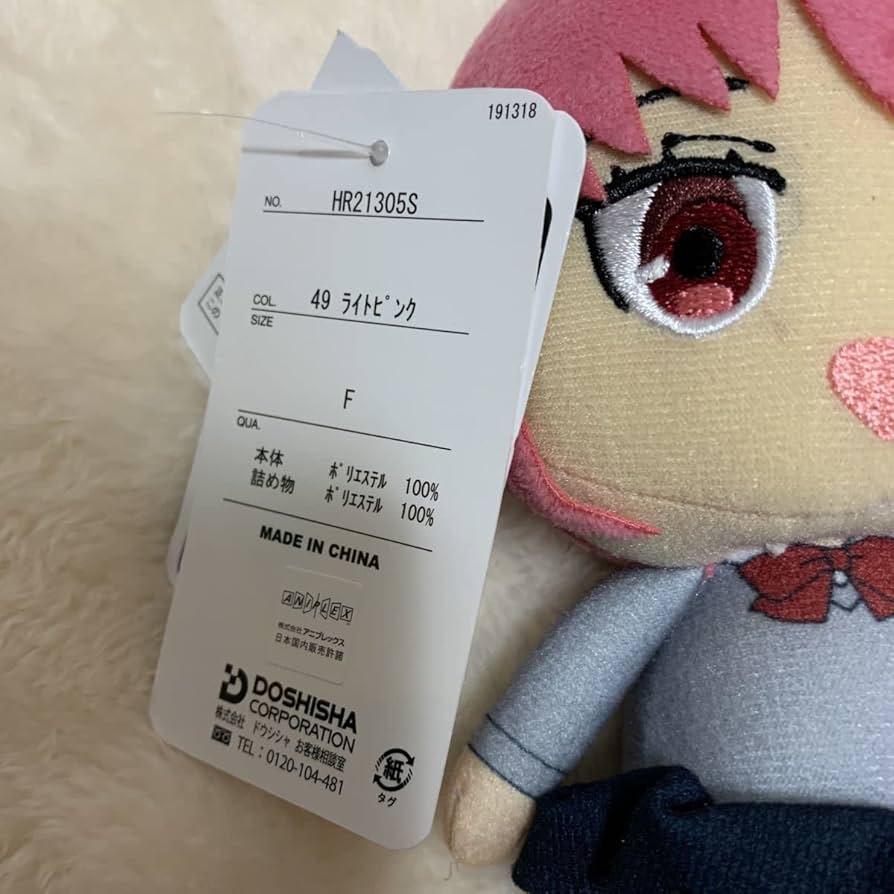 191318
NO. HR21305S
COL. 49 ライトピンク
SIZE
F
QUA.
本体 ポリエステル 100%
詰め物 ポリエステル 100%
MADE IN CHINA
ANIPLEX
株式会社アニプレックス
日本国内販売許諾
DOSHISHA
CORPORATION
株式会社 ドウシシャ お客様相談室
TEL：0120-104-481
紙
タグ